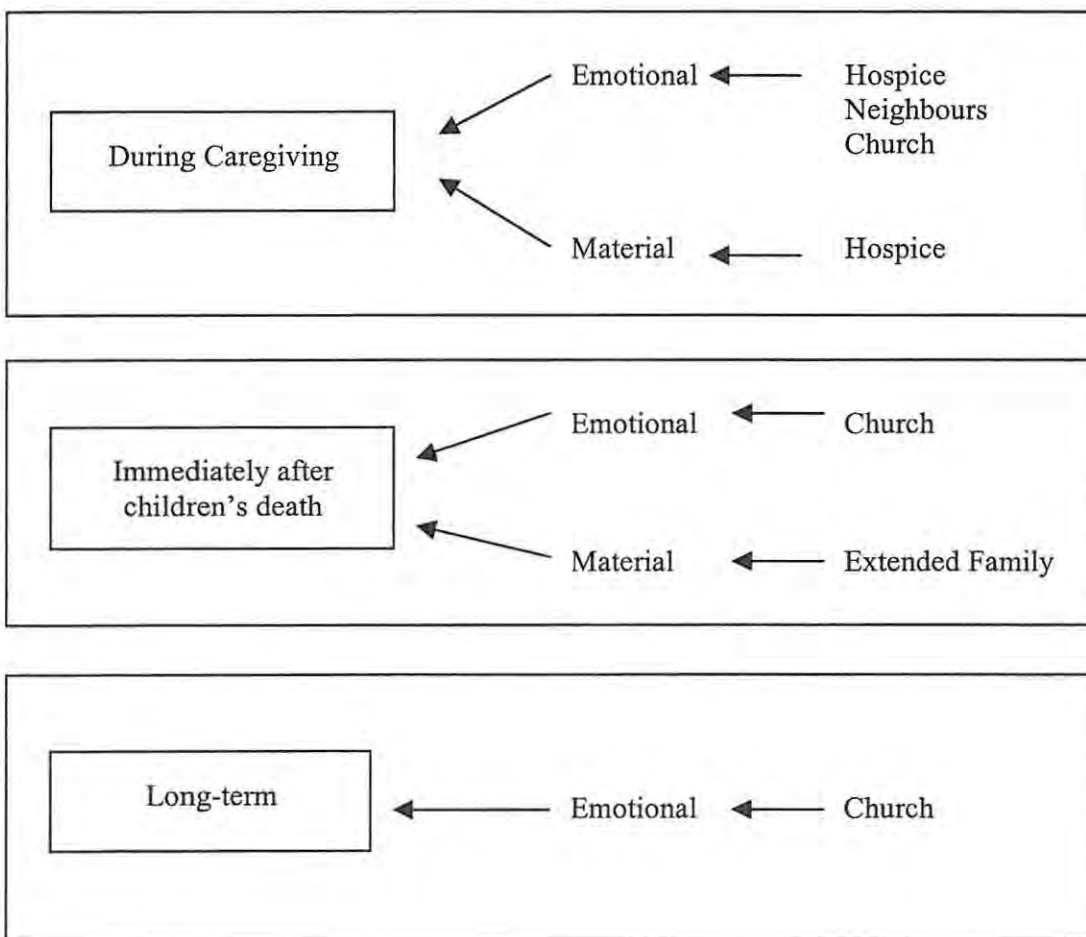 Emotional Hospice
Neighbours
Church
During Caregiving
Material Hospice
Emotional Church
Immediately after
children's death
Material Extended Family
Long-term
Emotional Church